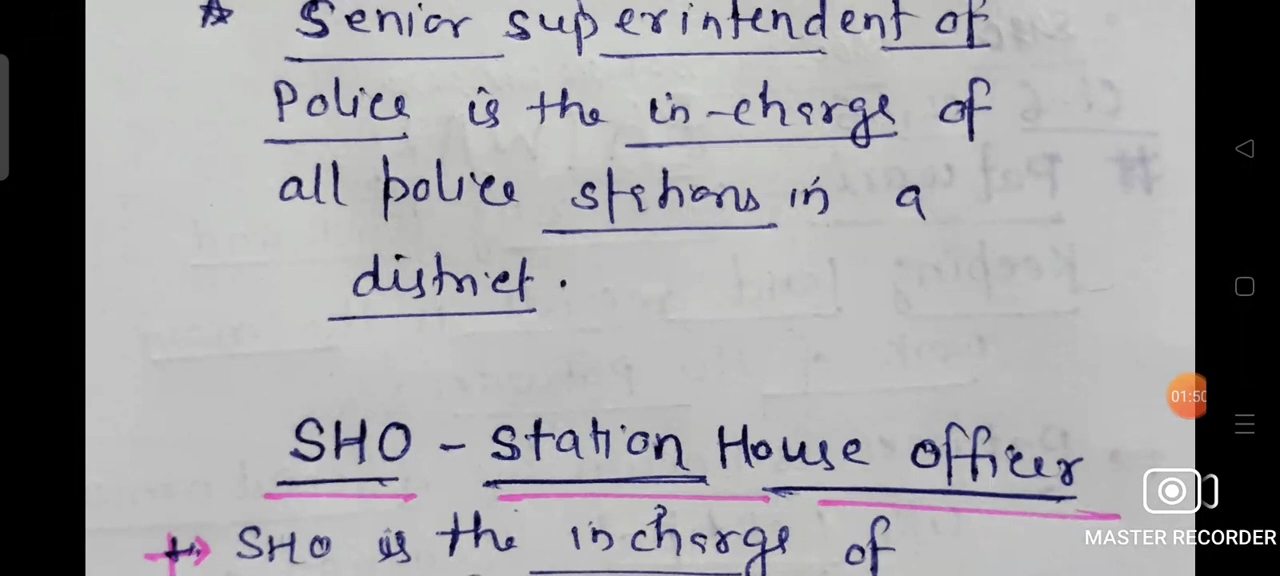 ☆ Senior superintendent of
Police is the in-charge of
all police stations in a
district.
SHO - Station House officer
→ SHO is the incharge of
01:50
MASTER RECORDER